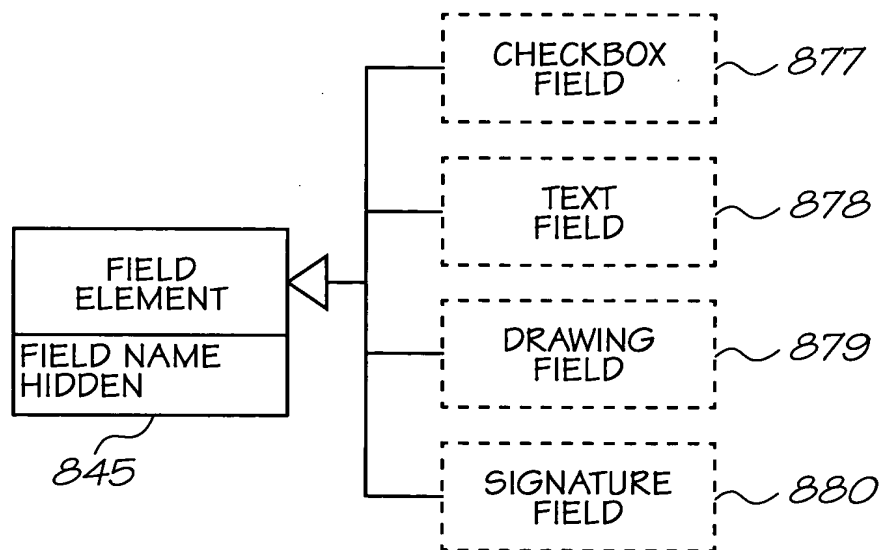 CHECKBOX
FIELD
877
TEXT
FIELD
878
FIELD
ELEMENT
FIELD NAME
HIDDEN
845
DRAWING
FIELD
879
SIGNATURE
FIELD
880